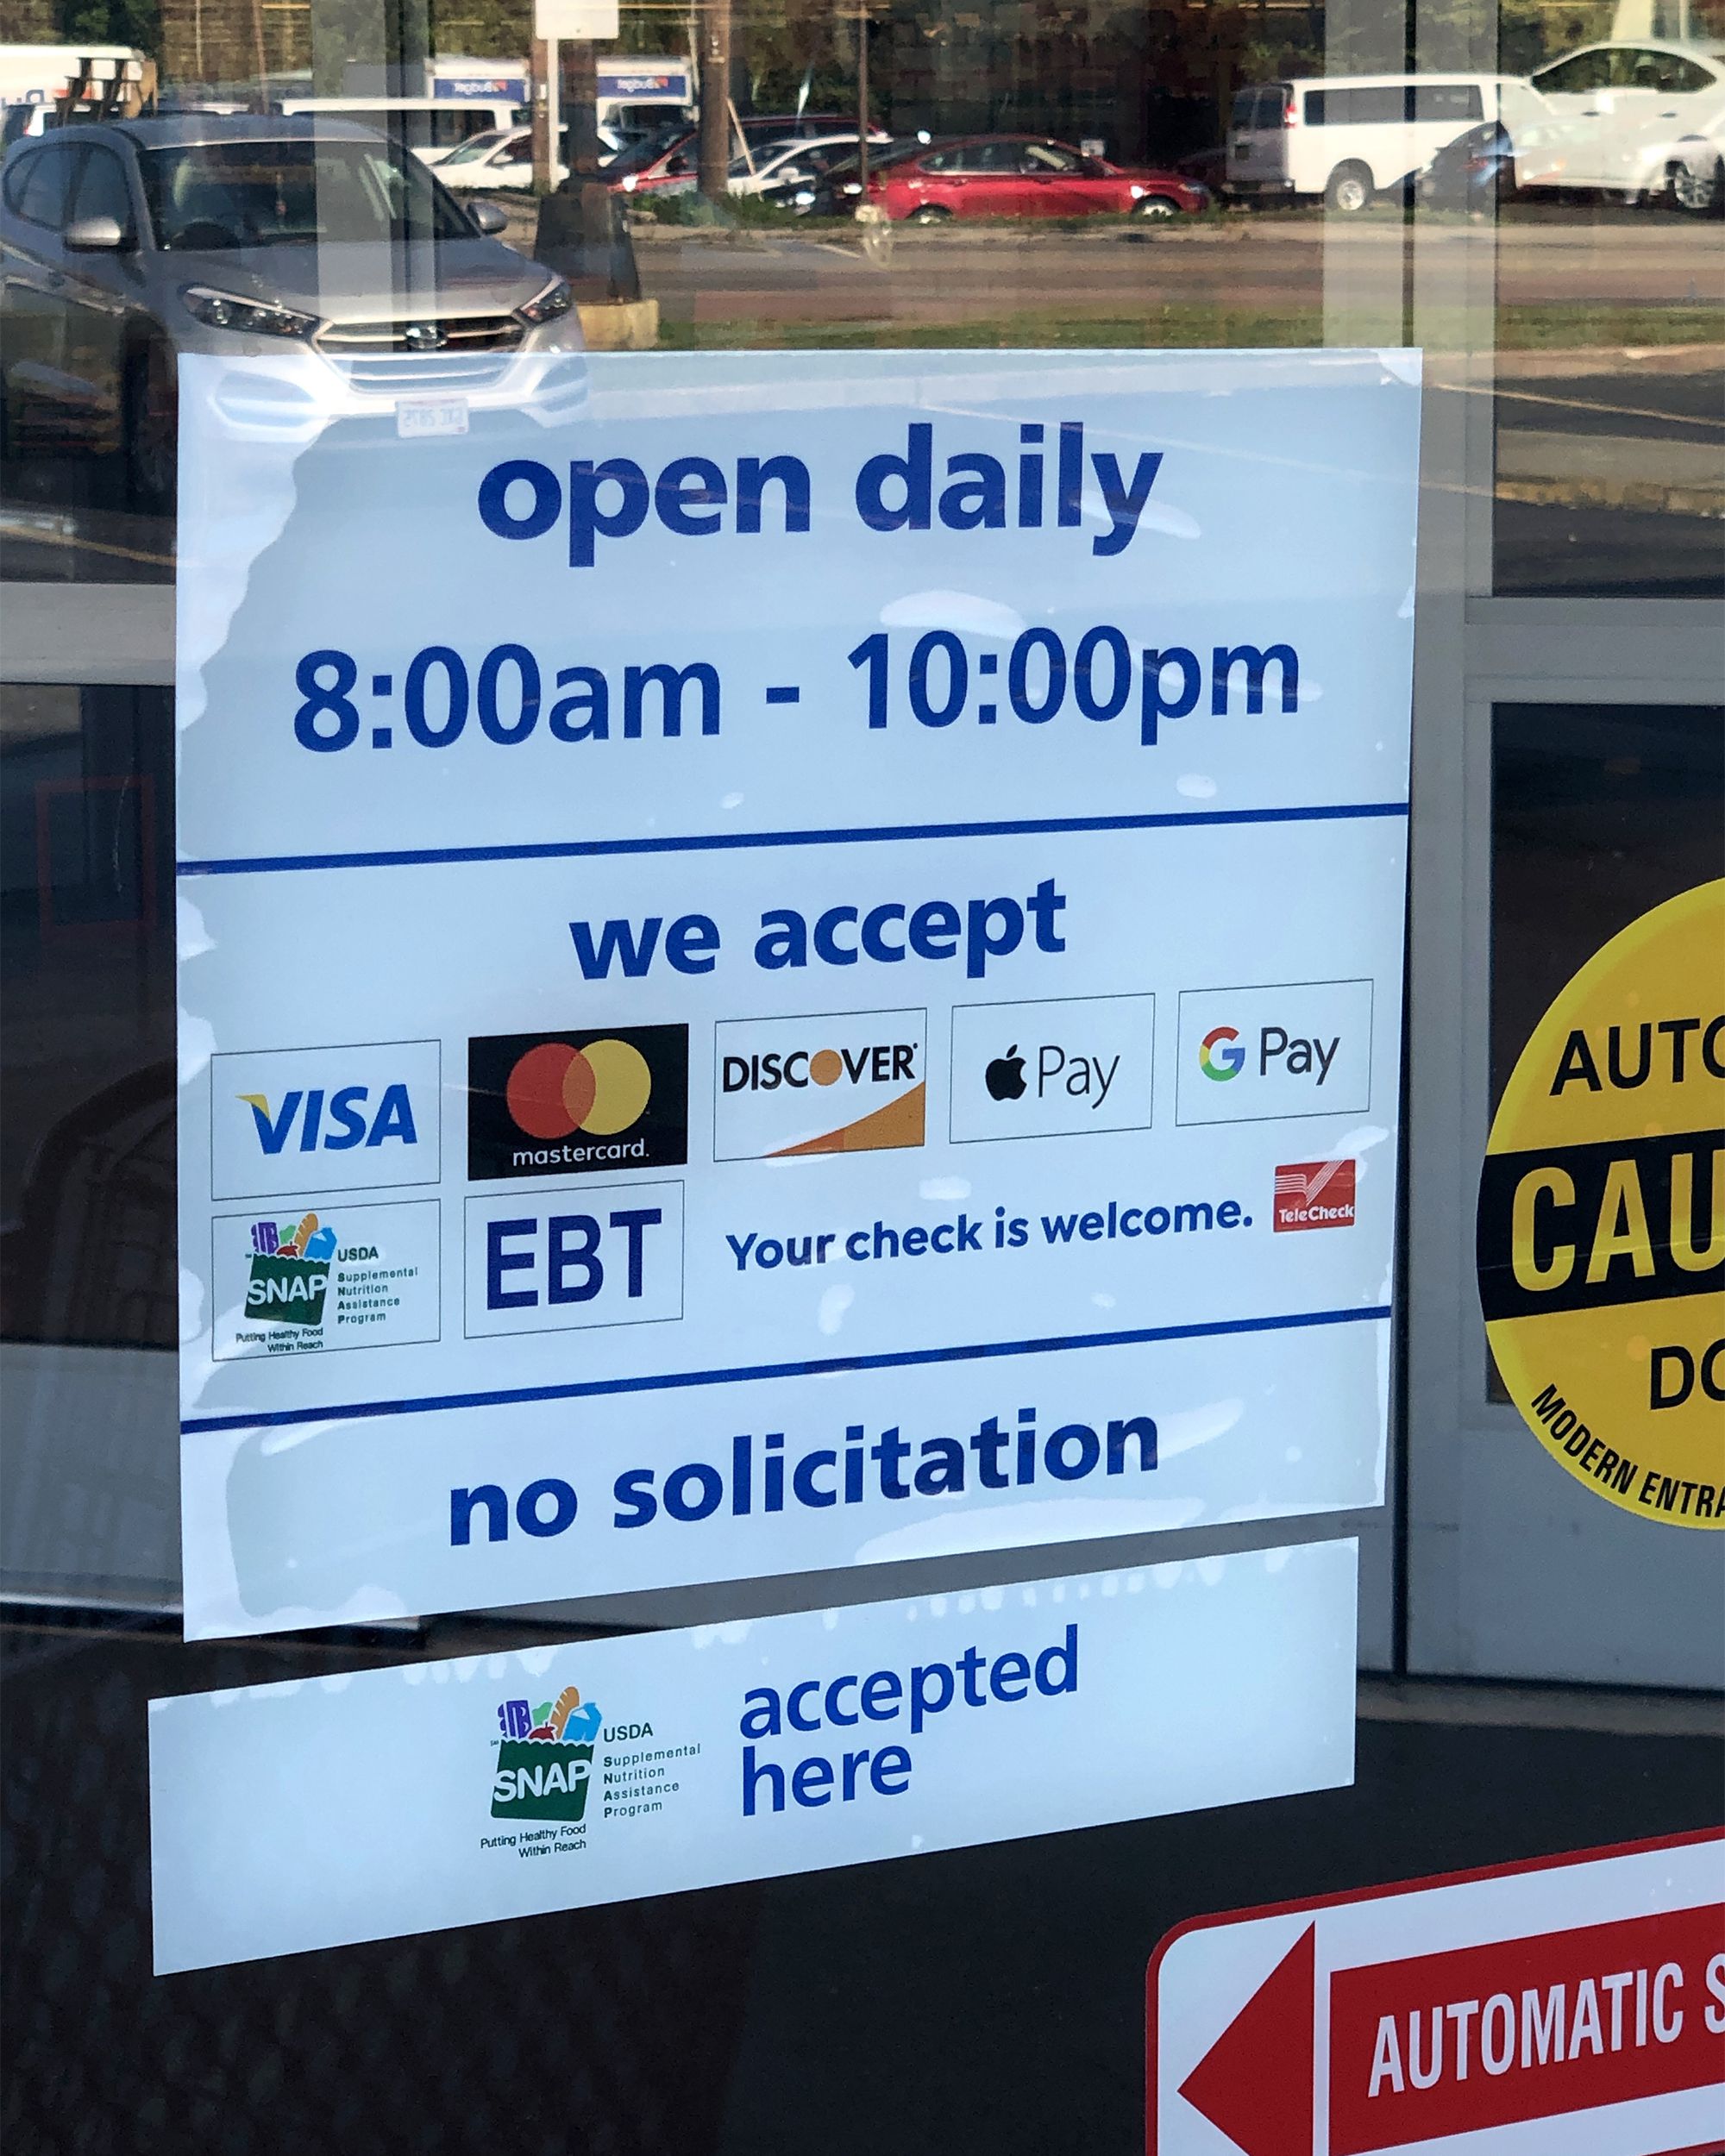 Budget
Budget
open daily
8:00am - 10:00pm
we accept
VISA
mastercard.
DISCOVER
Pay
G Pay
SNAP
USDA
Supplemental
Nutrition
Assistance
Program
Putting Healthy Food
Within Reach
EBT
Your check is welcome.
TeleCheck
no solicitation
SNAP
USDA
Supplemental
Nutrition
Assistance
Program
Putting Healthy Food
Within Reach
accepted
here
AUTO
CAU
DO
MODERN ENTRA
AUTOMATIC S